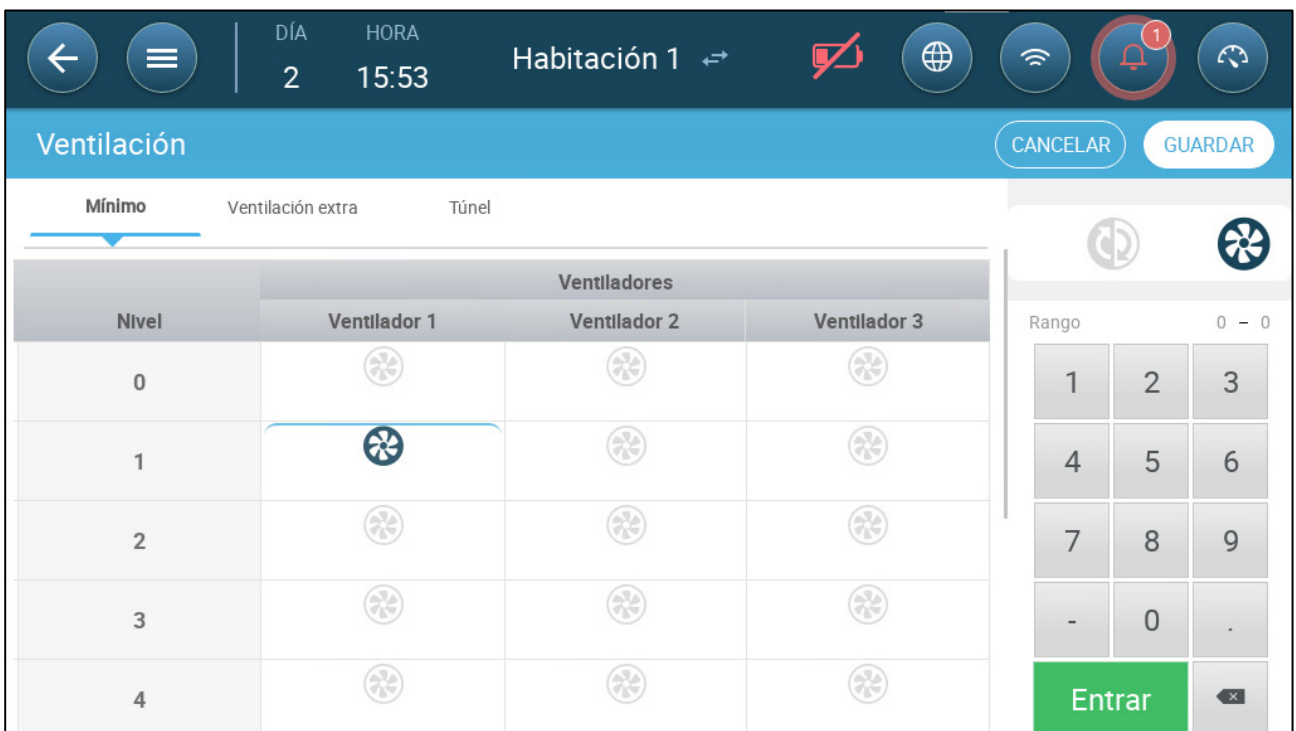 DÍA HORA
2 15:53 Habitación 1 1
Ventilación CANCELAR GUARDAR
Mínimo Ventilación extra Túnel
Ventiladores
Nivel Ventilador 1 Ventilador 2 Ventilador 3
0
1
2
3
4
Rango 0 – 0
1 2 3
4 5 6
7 8 9
- 0 .
Entrar